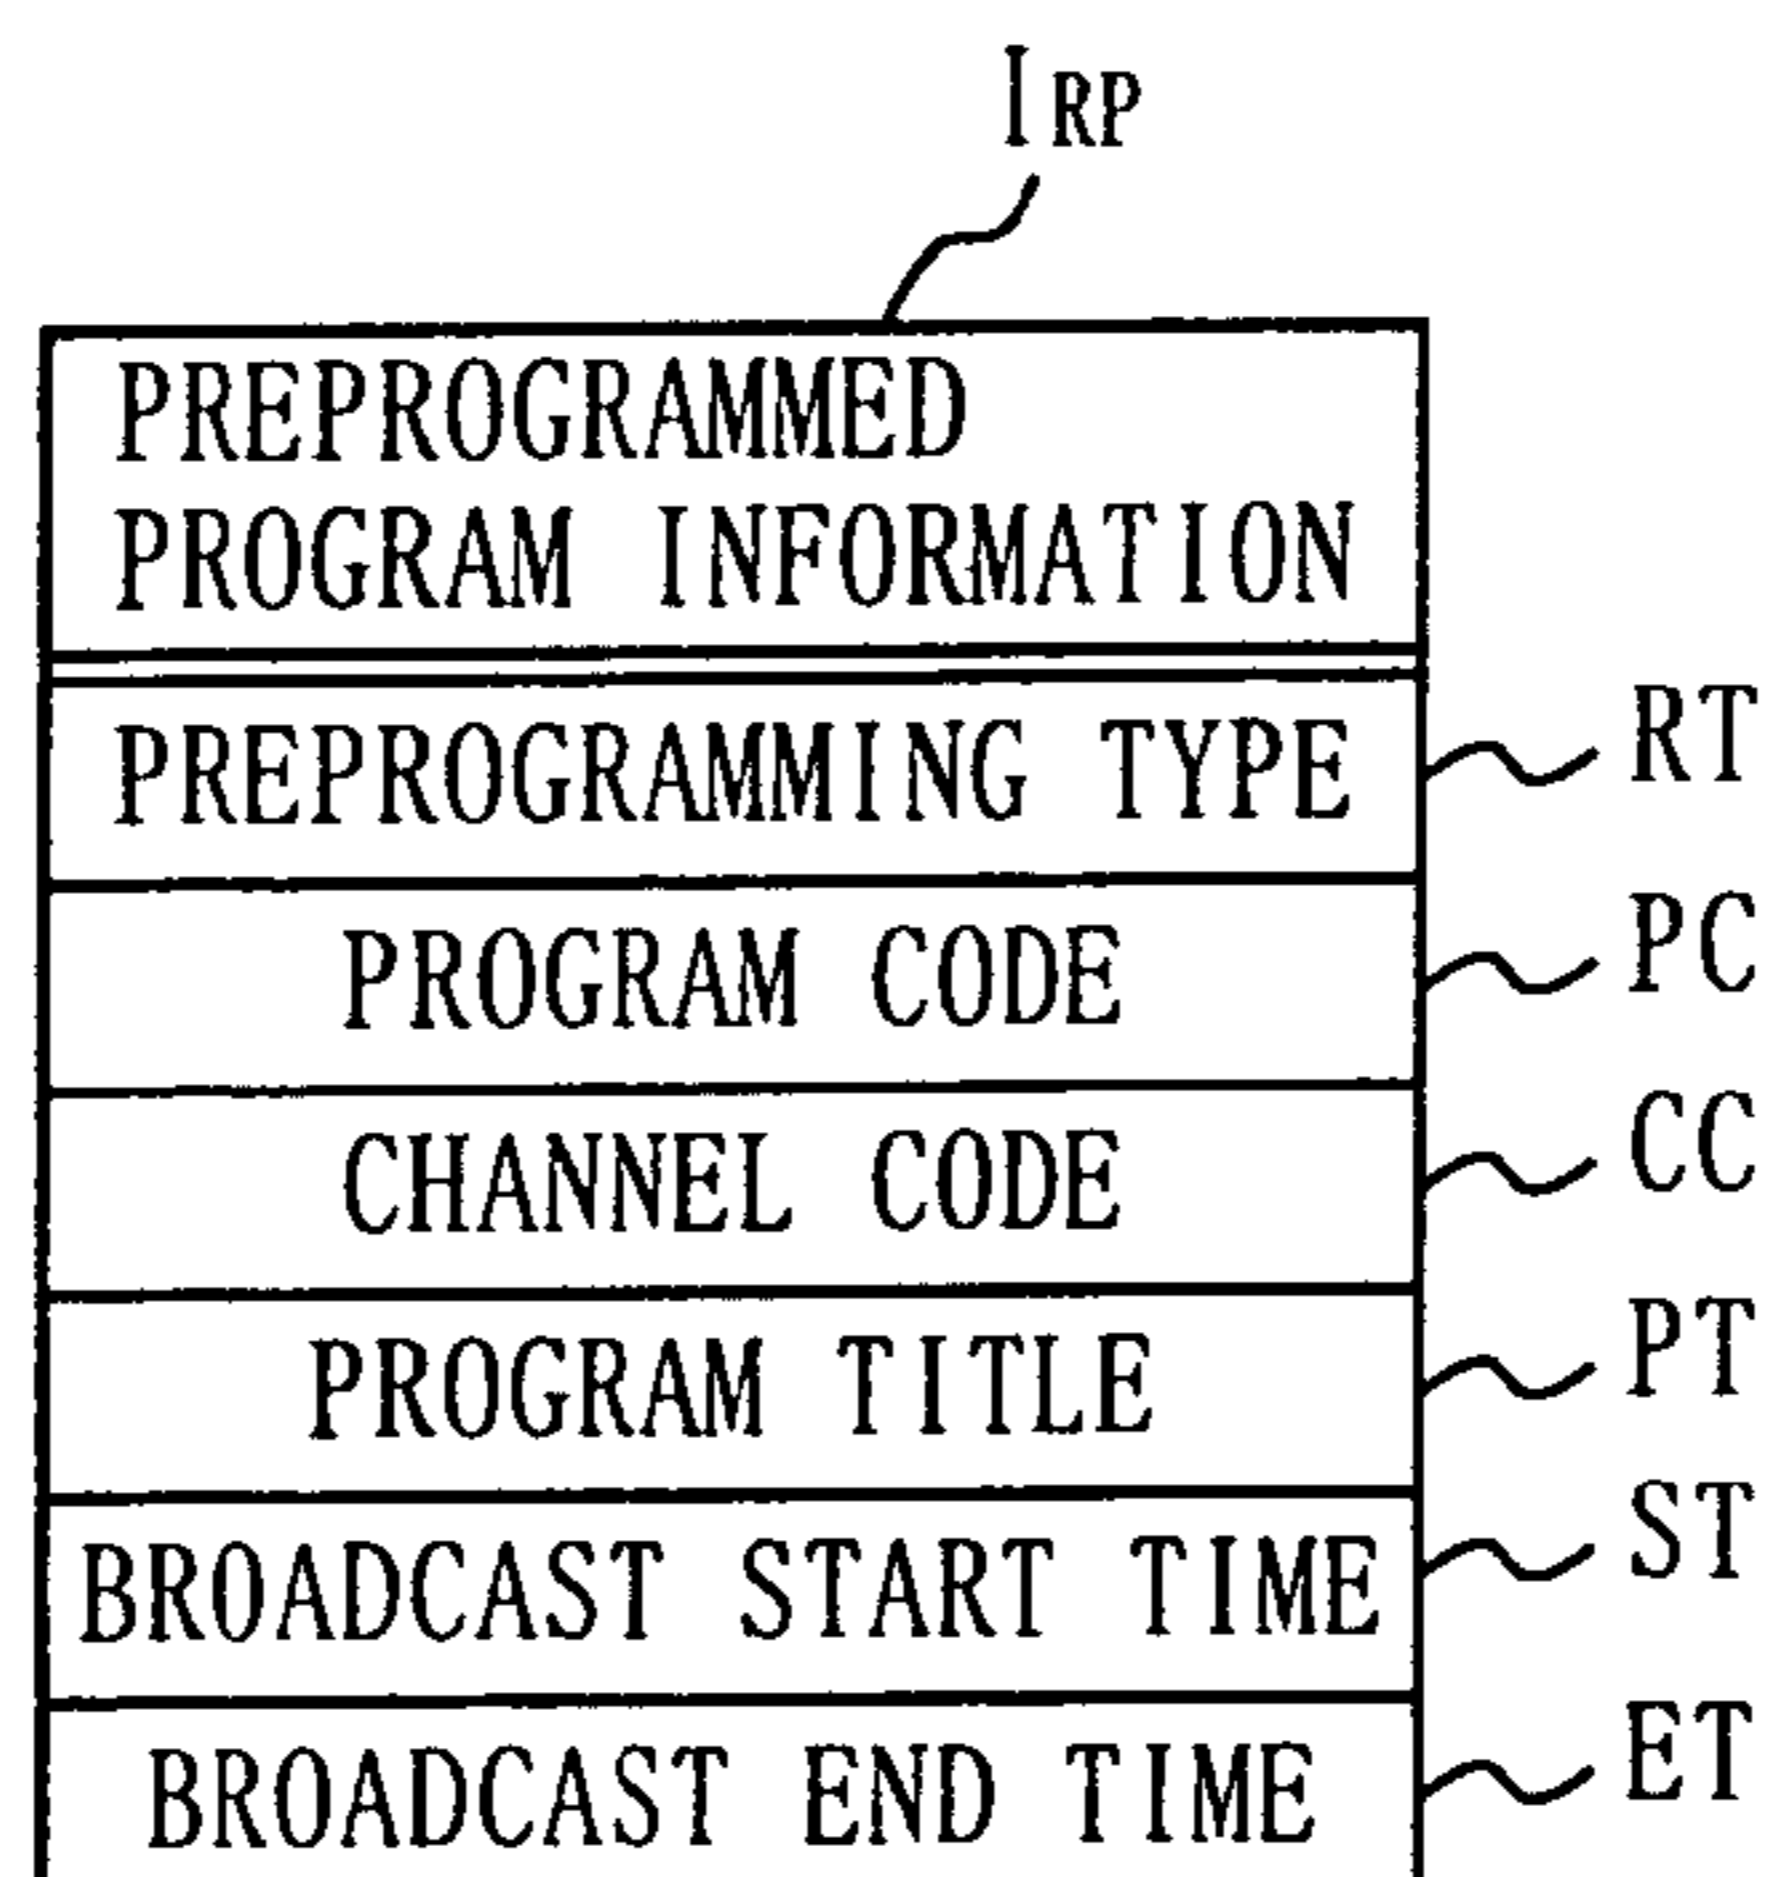 IRP
PREPROGRAMMED
PROGRAM INFORMATION
PREPROGRAMMING TYPE RT
PROGRAM CODE PC
CHANNEL CODE CC
PROGRAM TITLE PT
BROADCAST START TIME ST
BROADCAST END TIME ET